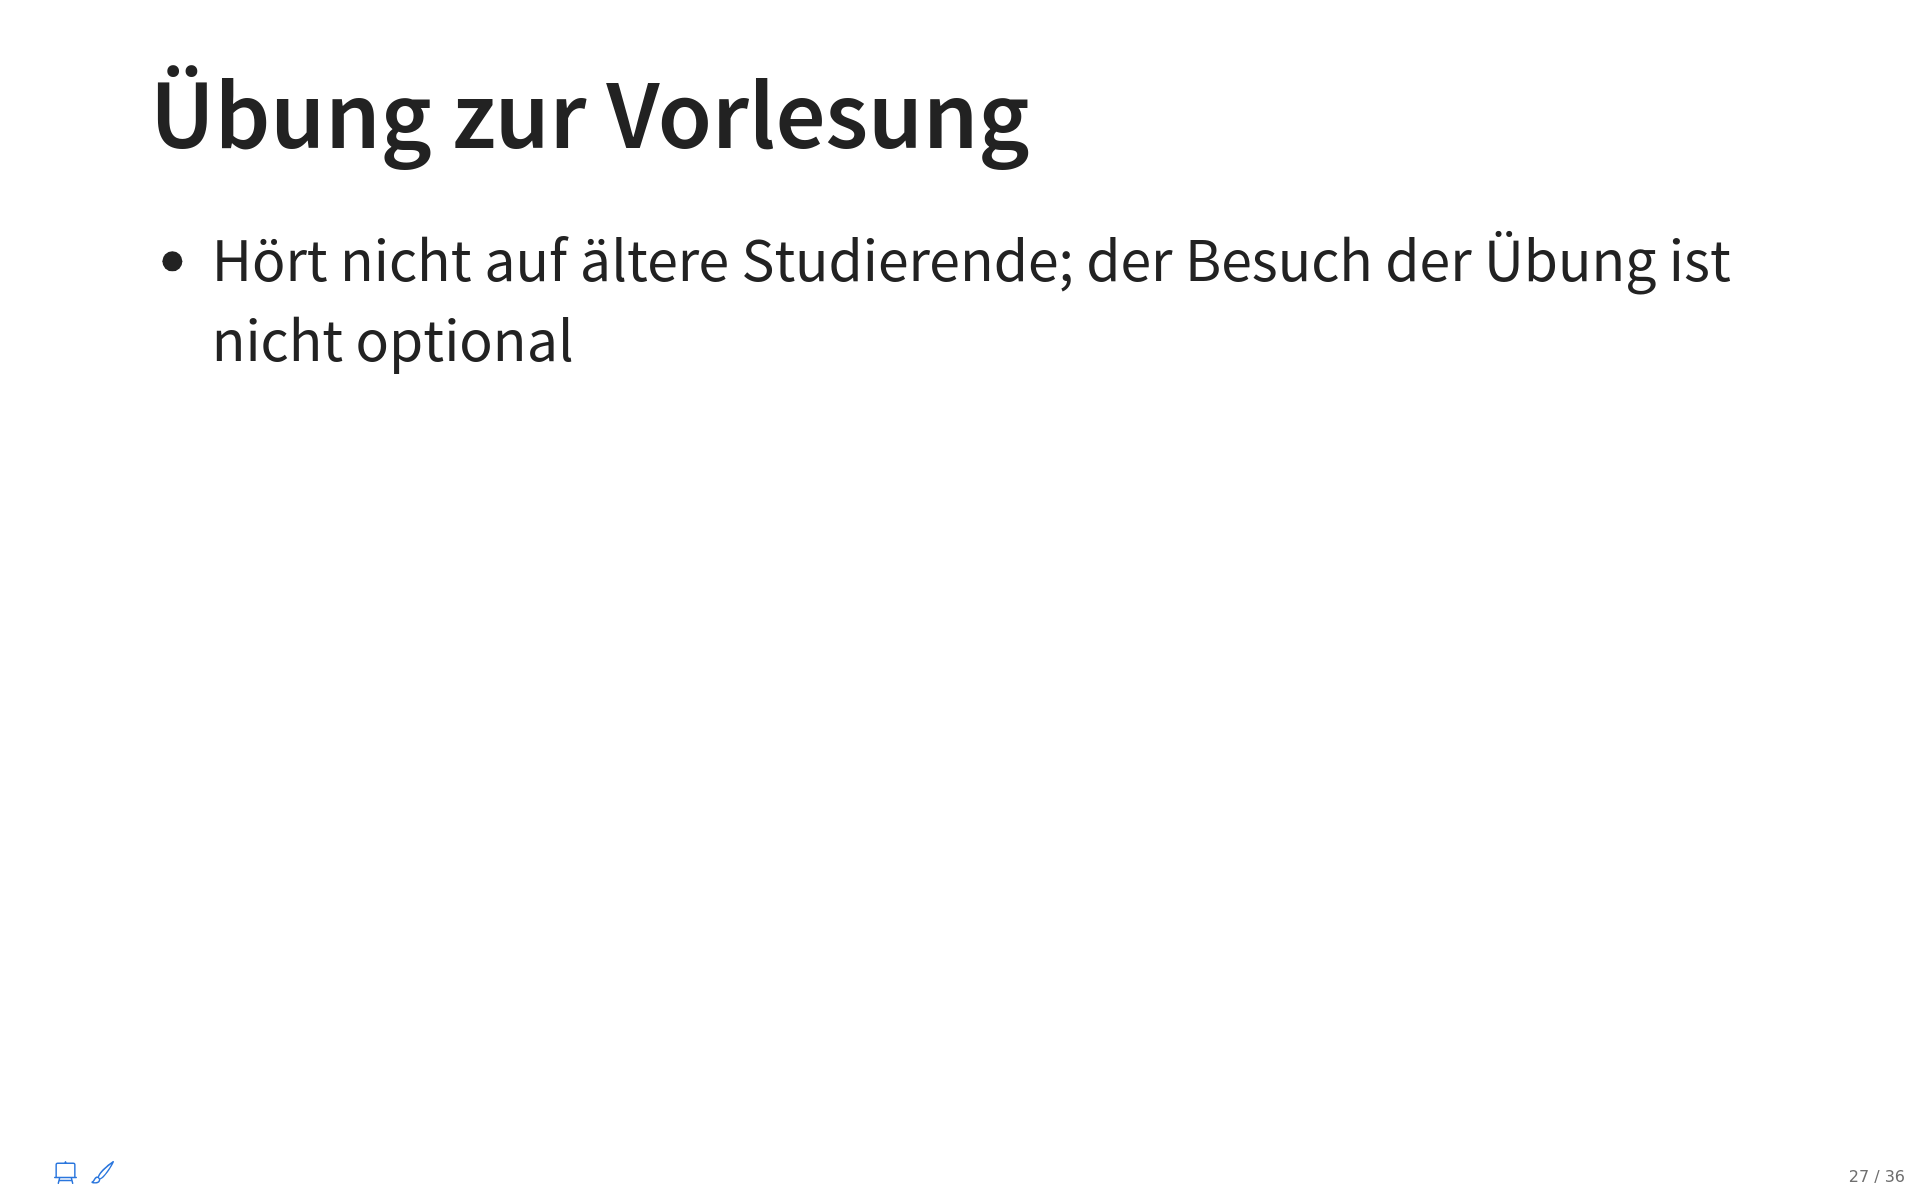 Übung zur Vorlesung
• Hört nicht auf ältere Studierende; der Besuch der Übung ist
nicht optional
27 / 36